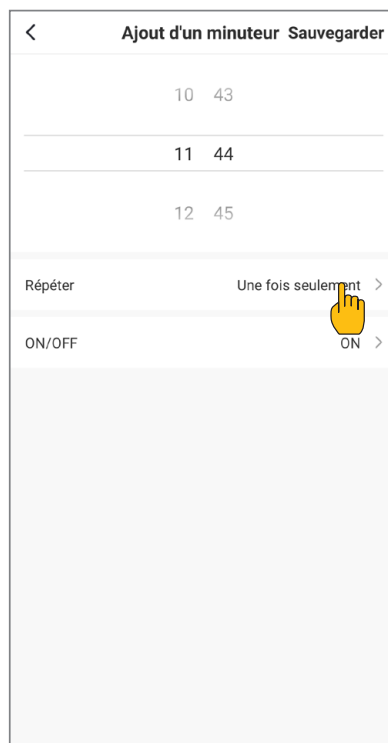 Ajout d'un minuteur Sauvegarder
10 43
11 44
12 45
Répéter Une fois seulement
ON/OFF ON